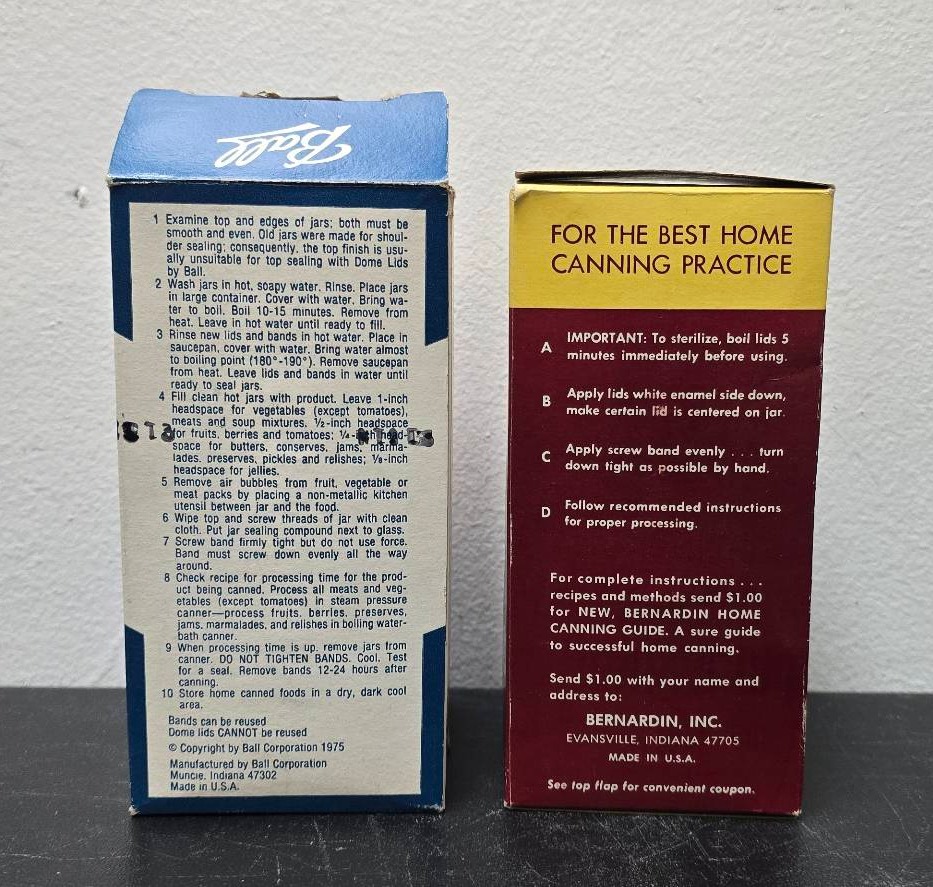 Ball
1 Examine top and edges of jars; both must be
smooth and even. Old jars were made for shoul-
der sealing; consequently, the top finish is usu-
ally unsuitable for top sealing with Dome Lids
by Ball.
2 Wash jars in hot, soapy water. Rinse. Place jars
in large container. Cover with water. Bring wa-
ter to boil. Boil 10-15 minutes. Remove from
heat. Leave in hot water until ready to fill.
3 Rinse new lids and bands in hot water. Place in
saucepan, cover with water. Bring water almost
to boiling point (180°-190°). Remove saucepan
from heat. Leave lids and bands in water until
ready to seal jars.
4 Fill clean hot jars with product. Leave 1-inch
headspace for vegetables (except tomatoes),
meats and soup mixtures. ½-inch headspace
for fruits, berries and tomatoes; ¼-inch head-
space for butters, conserves, jams, marma-
lades, preserves, pickles and relishes; ⅛-inch
headspace for jellies.
5 Remove air bubbles from fruit, vegetable or
meat packs by placing a non-metallic kitchen
utensil between jar and the food.
6 Wipe top and screw threads of jar with clean
cloth. Put jar sealing compound next to glass.
7 Screw band firmly tight but do not use force.
Band must screw down evenly all the way
around.
8 Check recipe for processing time for the prod-
uct being canned. Process all meats and veg-
etables (except tomatoes) in steam pressure
canner—process fruits, berries, preserves,
jams, marmalades, and relishes in boiling water-
bath canner.
9 When processing time is up, remove jars from
canner. DO NOT TIGHTEN BANDS. Cool. Test
for a seal. Remove bands 12-24 hours after
canning.
10 Store home canned foods in a dry, dark cool
area.
Bands can be reused
Dome lids CANNOT be reused
© Copyright by Ball Corporation 1975
Manufactured by Ball Corporation
Muncie, Indiana 47302
Made in U.S.A.
FOR THE BEST HOME
CANNING PRACTICE
A IMPORTANT: To sterilize, boil lids 5
minutes immediately before using.
B Apply lids white enamel side down,
make certain lid is centered on jar.
C Apply screw band evenly . . . turn
down tight as possible by hand.
D Follow recommended instructions
for proper processing.
For complete instructions . . .
recipes and methods send $1.00
for NEW, BERNARDIN HOME
CANNING GUIDE. A sure guide
to successful home canning.
Send $1.00 with your name and
address to:
BERNARDIN, INC.
EVANSVILLE, INDIANA 47705
MADE IN U.S.A.
See top flap for convenient coupon.